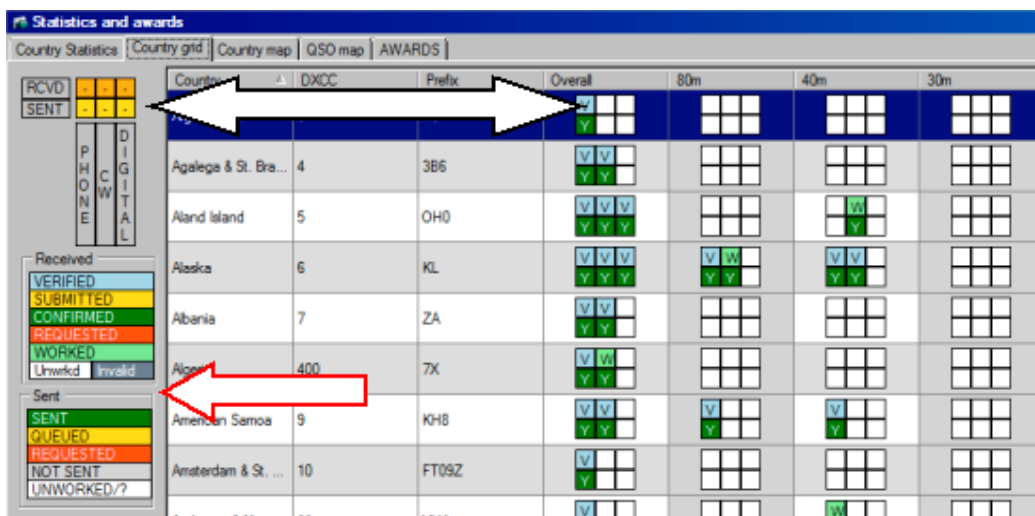 Statistics and awards
Country Statistics Country grid Country map QSO map AWARDS
Country DXCC Prefix Overall 80m 40m 30m
RCVD - - -
SENT - - -
PHONE CW DIGITAL
V
Y
Agalega & St. Bra... 4 3B6 V V
Y Y
Aland Island 5 OH0 V V V W
Y Y Y Y
Alaska 6 KL V V V V W V V
Y Y Y Y Y Y Y
Albania 7 ZA V V
Y Y
400 7X V W
Y Y
American Samoa 9 KH8 V V V V
Y Y Y Y
Amsterdam & St. ... 10 FT09Z V
Y
V W
Received
VERIFIED
SUBMITTED
CONFIRMED
REQUESTED
WORKED
Unwrkd Invalid
Sent
SENT
QUEUED
REQUESTED
NOT SENT
UNWORKED/?